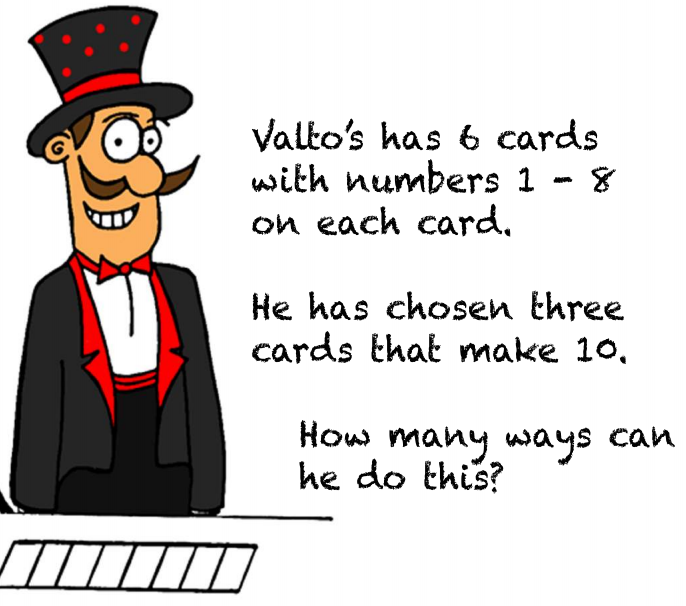 Valto's has 6 cards
with numbers 1 - 8
on each card.
He has chosen three
cards that make 10.
How many ways can
he do this?